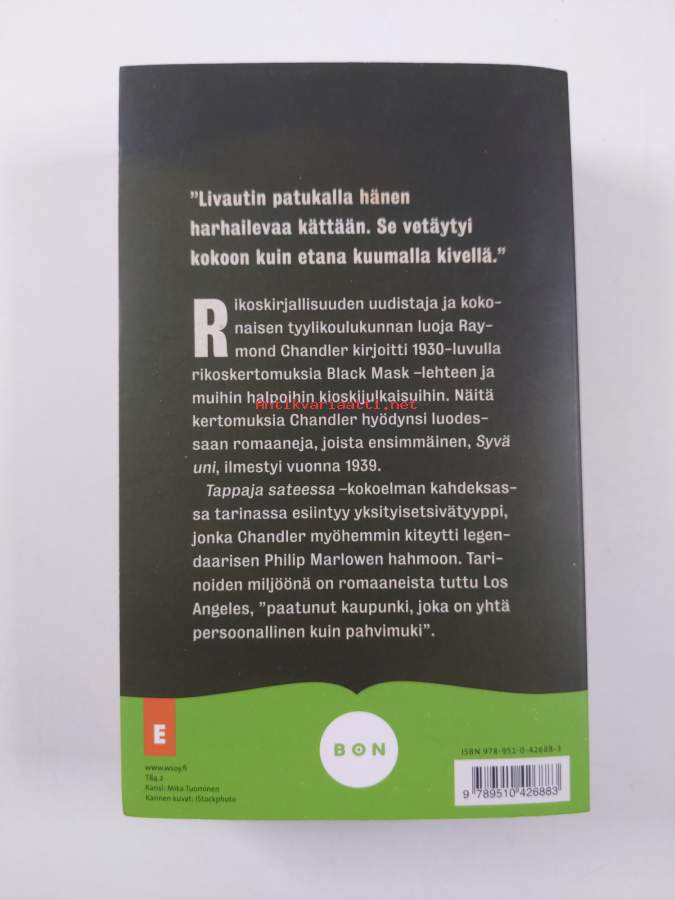 "Livautin patukalla hänen
harhailevaa kättään. Se vetäytyi
kokoon kuin etana kuumalla kivellä."
Rikoskirjallisuuden uudistaja ja koko-
naisen tyylikoulukunnan luoja Ray-
mond Chandler kirjoitti 1930-luvulla
rikoskertomuksia Black Mask –lehteen ja
muihin halpoihin kioskijulkaisuihin. Näitä
Antikvariaatti.net
kertomuksia Chandler hyödynsi luodes-
saan romaaneja, joista ensimmäinen, Syvä
uni, ilmestyi vuonna 1939.
Tappaja sateessa –kokoelman kahdeksas-
sa tarinassa esiintyy yksityisetsivätyyppi,
jonka Chandler myöhemmin kiteytti legen-
daarisen Philip Marlowen hahmoon. Tari-
noiden miljöönä on romaaneista tuttu Los
Angeles, "paatunut kaupunki, joka on yhtä
persoonallinen kuin pahvimuki".
E
BON
www.wsoy.fi
T84.2
Kansi: Mika Tuominen
Kannen kuvat: iStockphoto
ISBN 978-951-0-42688-3
9 789510 426883